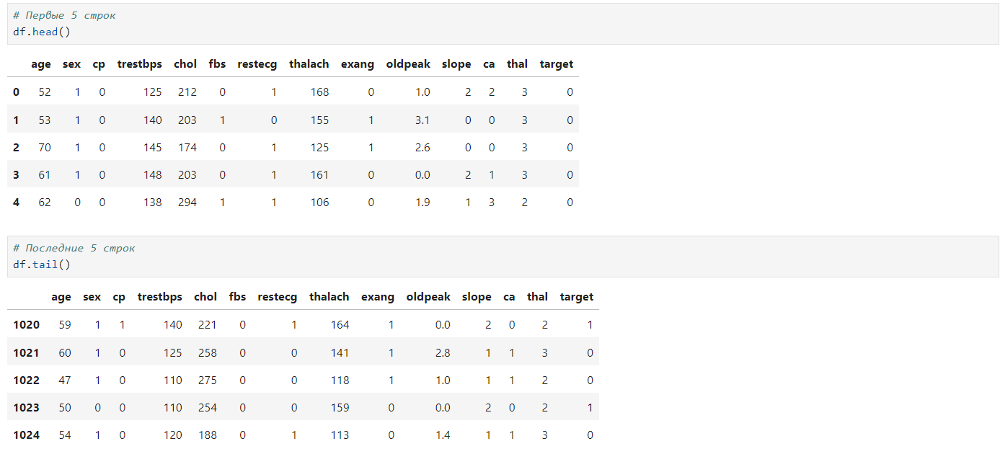 # Первые 5 строк
df.head()
age sex cp trestbps chol fbs restecg thalach exang oldpeak slope ca thal target
0 52 1 0 125 212 0 1 168 0 1.0 2 2 3 0
1 53 1 0 140 203 1 0 155 1 3.1 0 0 3 0
2 70 1 0 145 174 0 1 125 1 2.6 0 0 3 0
3 61 1 0 148 203 0 1 161 0 0.0 2 1 3 0
4 62 0 0 138 294 1 1 106 0 1.9 1 3 2 0
# Последние 5 строк
df.tail()
age sex cp trestbps chol fbs restecg thalach exang oldpeak slope ca thal target
1020 59 1 1 140 221 0 1 164 1 0.0 2 0 2 1
1021 60 1 0 125 258 0 0 141 1 2.8 1 1 3 0
1022 47 1 0 110 275 0 0 118 1 1.0 1 1 2 0
1023 50 0 0 110 254 0 0 159 0 0.0 2 0 2 1
1024 54 1 0 120 188 0 1 113 0 1.4 1 1 3 0